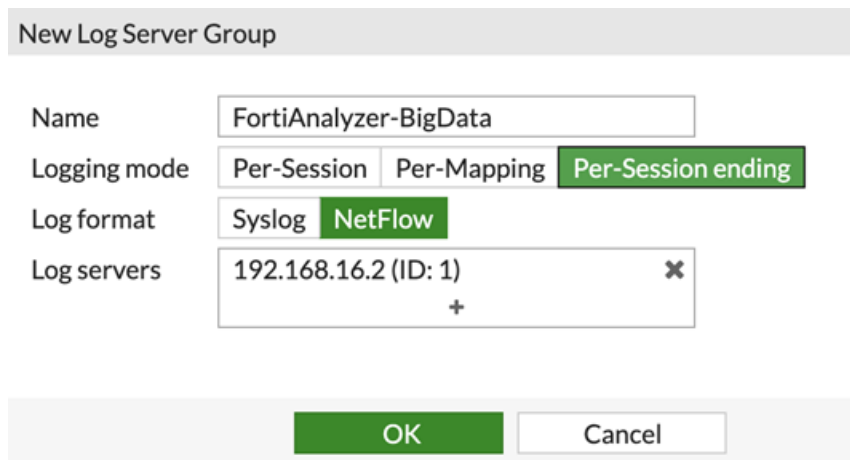 New Log Server Group
Name FortiAnalyzer-BigData
Logging mode Per-Session Per-Mapping Per-Session ending
Log format Syslog NetFlow
Log servers 192.168.16.2 (ID: 1) ✖
+
OK Cancel